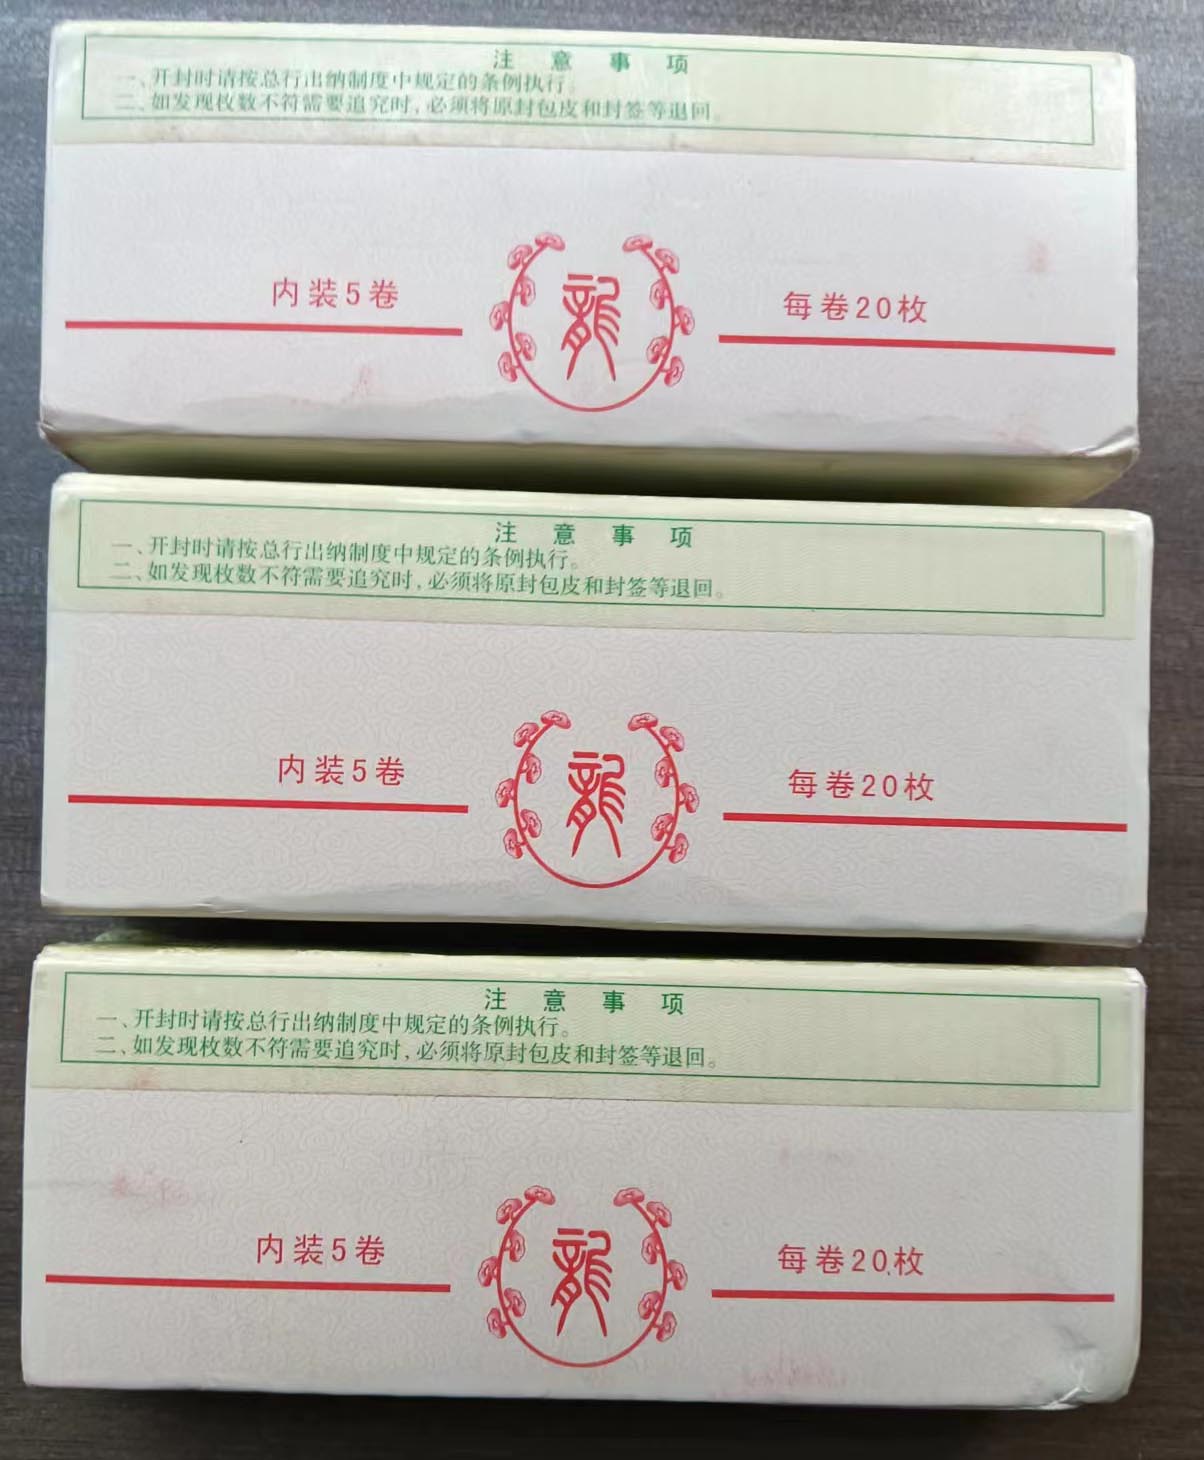 注意事项
一、开封时请按总行出纳制度中规定的条例执行。
二、如发现枚数不符需要追究时,必须将原封包皮和封签等退回。
内装5卷
龍
每卷20枚
注意事项
一、开封时请按总行出纳制度中规定的条例执行。
二、如发现枚数不符需要追究时,必须将原封包皮和封签等退回。
内装5卷
龍
每卷20枚
注意事项
一、开封时请按总行出纳制度中规定的条例执行。
二、如发现枚数不符需要追究时,必须将原封包皮和封签等退回。
内装5卷
龍
每卷20枚